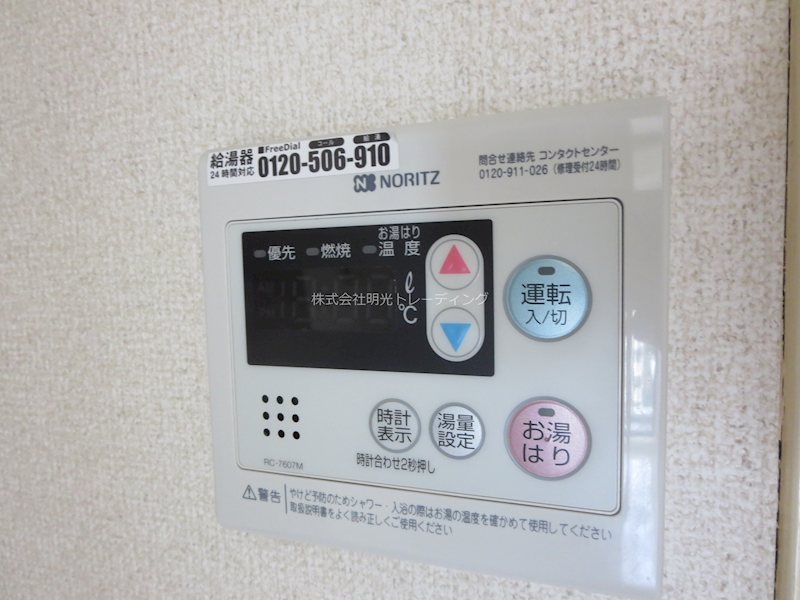 給湯器 ■FreeDial コール 給湯
24時間対応 0120-506-910
NORITZ
問合せ連絡先 コンタクトセンター
0120-911-026（修理受付24時間）
お湯はり
優先 燃焼 温度
ℓ
℃
株式会社明光トレーディング
運転
入/切
時計
表示
湯量
設定
お湯
はり
時計合わせ2秒押し
RC-7607M
⚠警告
やけど予防のためシャワー・入浴の際はお湯の温度を確かめて使用してください
取扱説明書をよく読み正しくご使用ください